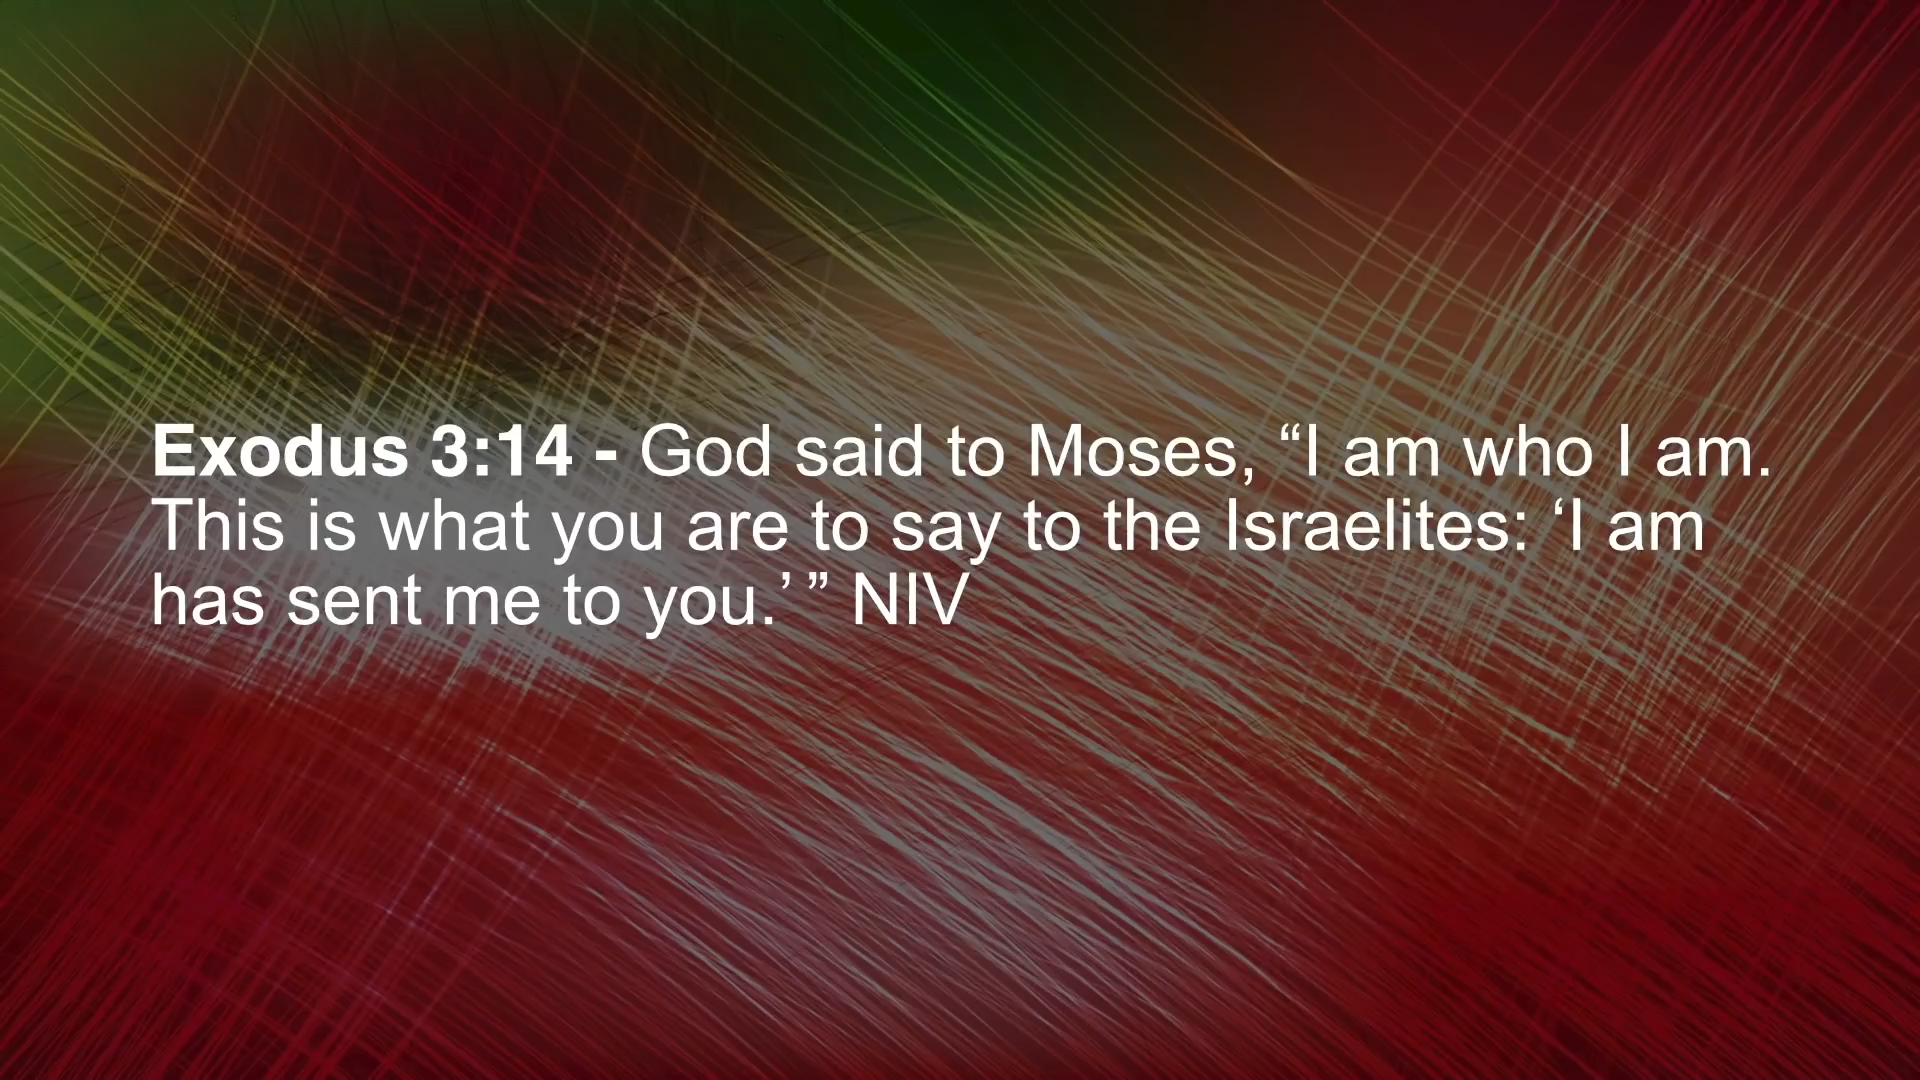 Exodus 3:14 - God said to Moses, “I am who I am.
This is what you are to say to the Israelites: ‘I am
has sent me to you.’ ” NIV